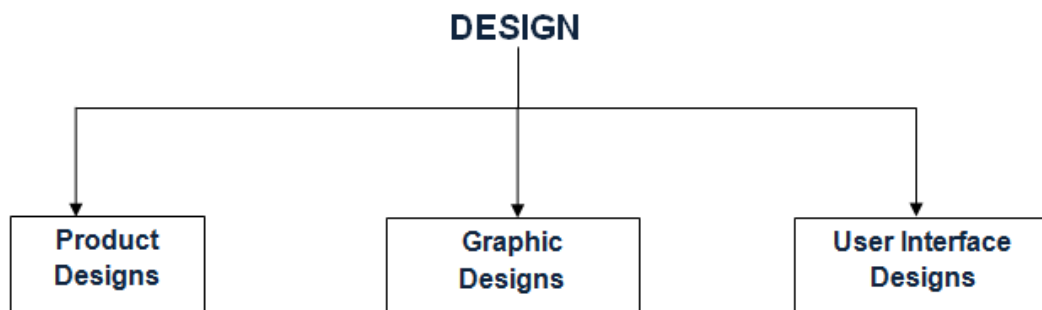 DESIGN
Product
Designs
Graphic
Designs
User Interface
Designs